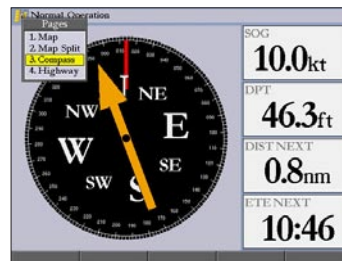 Normal Operation
Pages
1. Map
2. Map Split
3. Compass
4. Highway
NW
NE
W
E
SW
SE
S
SOG
10.0kt
DPT
46.3ft
DIST NEXT
0.8nm
ETE NEXT
10:46